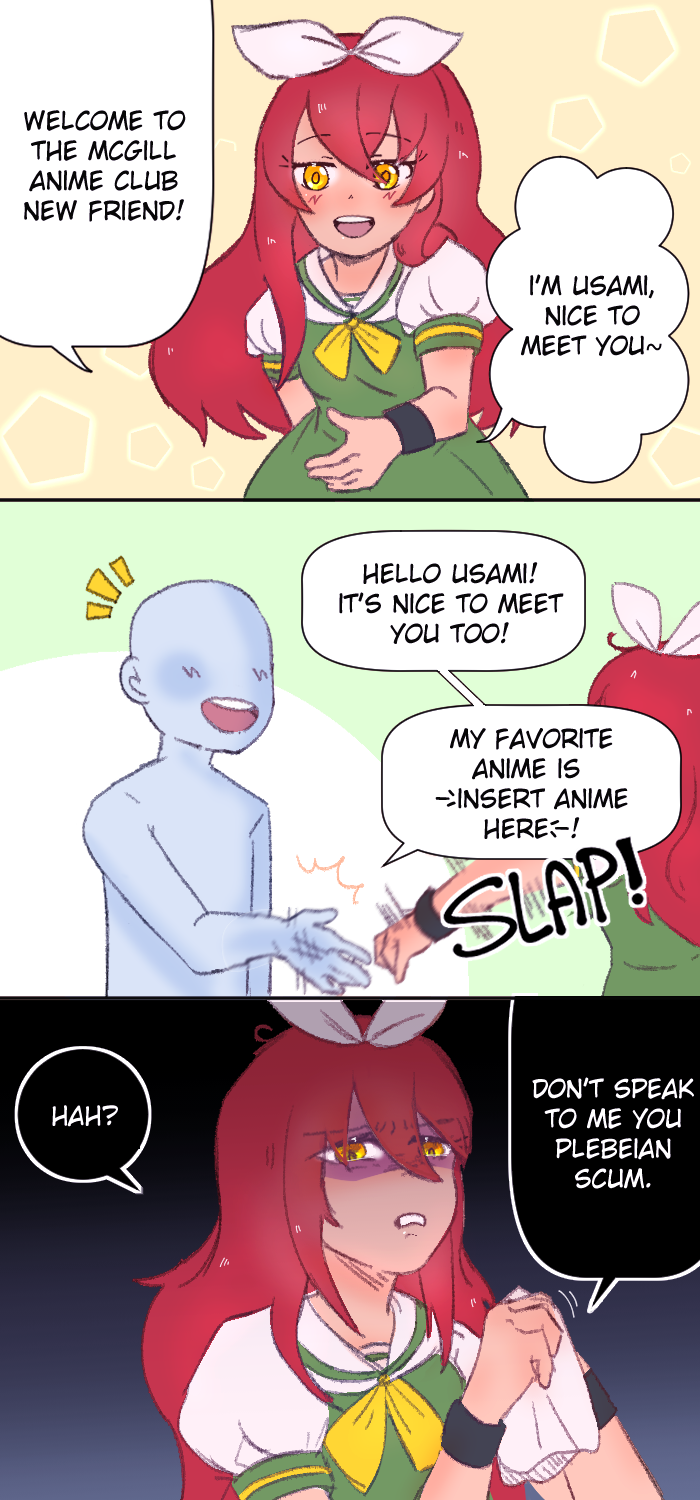 WELCOME TO
THE MCGILL
ANIME CLUB
NEW FRIEND!
I'M USAMI,
NICE TO
MEET YOU~
HELLO USAMI!
IT'S NICE TO MEET
YOU TOO!
MY FAVORITE
ANIME IS
->INSERT ANIME
HERE<-!
SLAP!
HAH?
DON'T SPEAK
TO ME YOU
PLEBEIAN
SCUM.